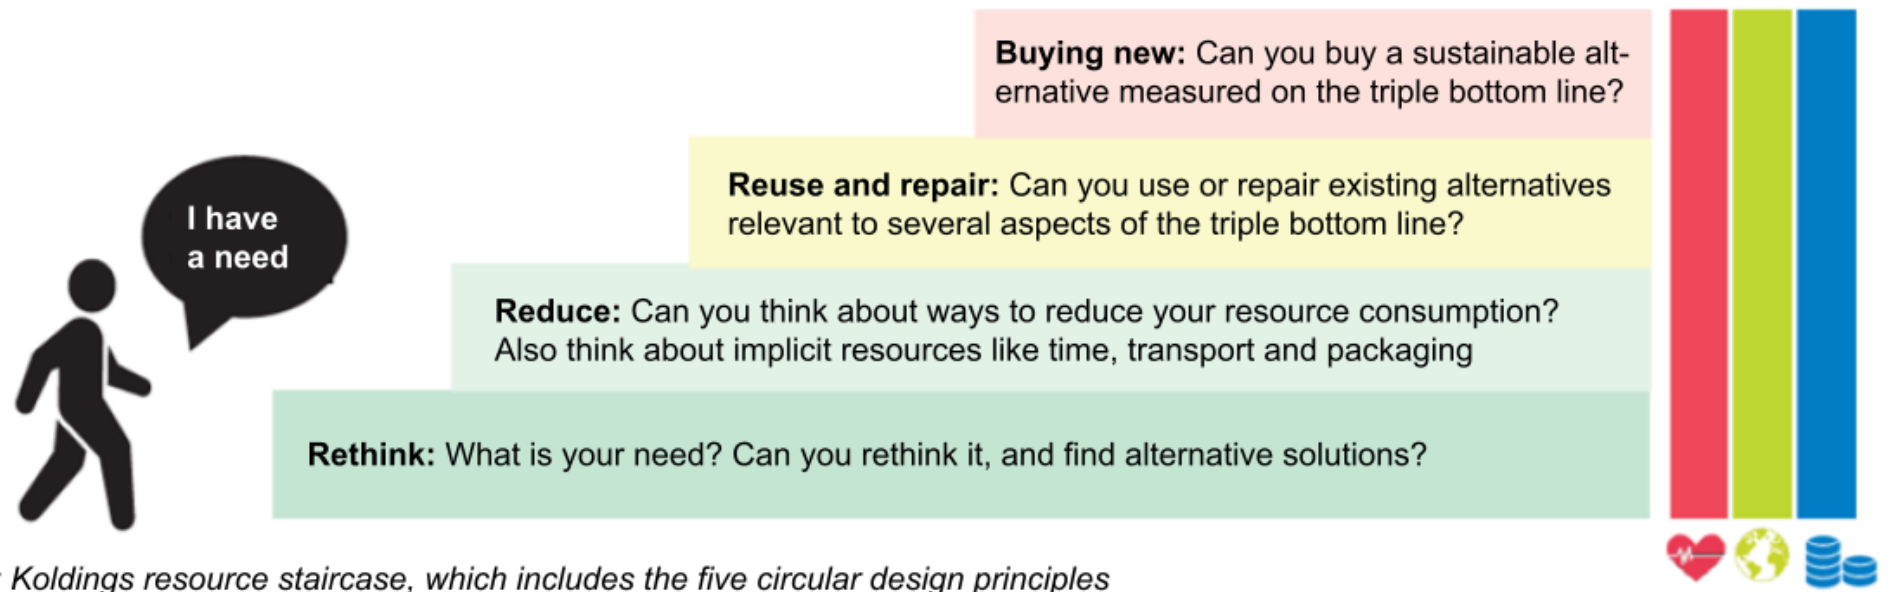 Buying new: Can you buy a sustainable alt-
ernative measured on the triple bottom line?
Reuse and repair: Can you use or repair existing alternatives
relevant to several aspects of the triple bottom line?
I have
a need
Reduce: Can you think about ways to reduce your resource consumption?
Also think about implicit resources like time, transport and packaging
Rethink: What is your need? Can you rethink it, and find alternative solutions?
: Koldings resource staircase, which includes the five circular design principles